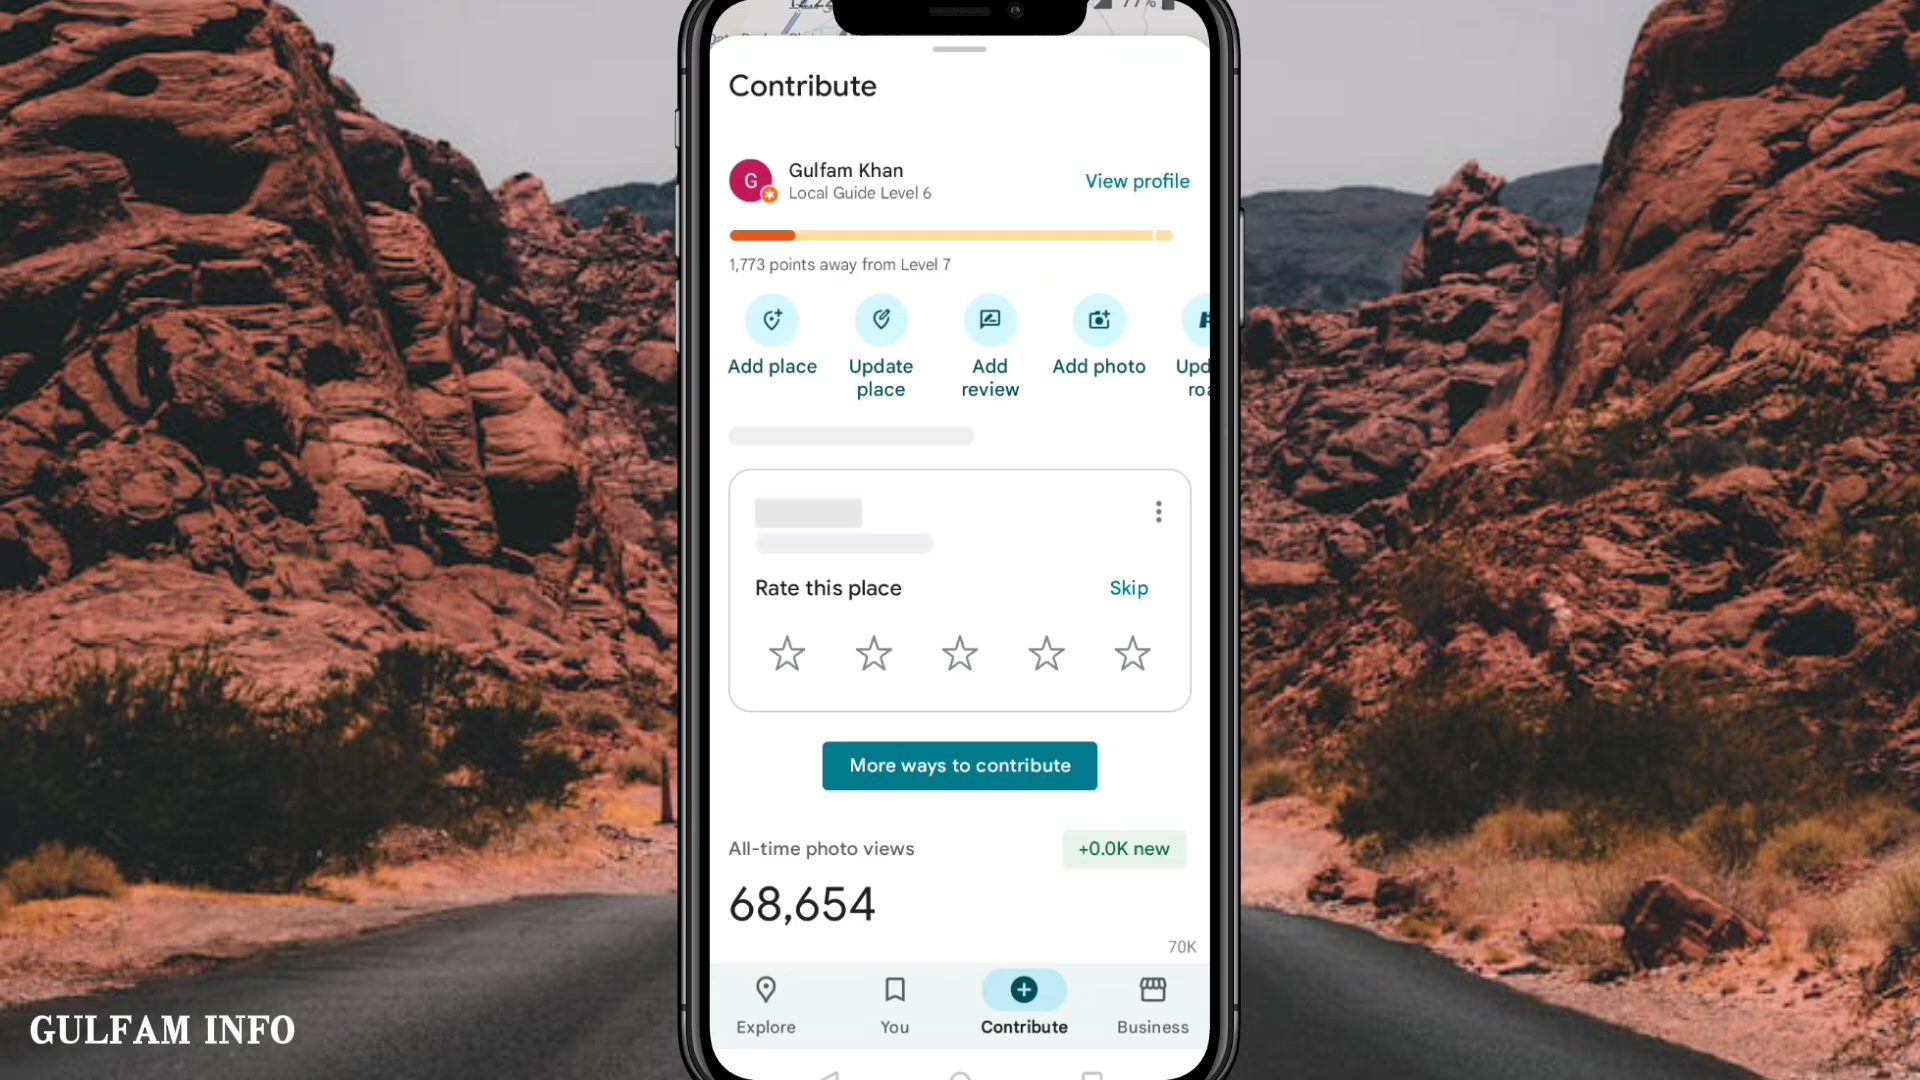 77%
Contribute
G
Gulfam Khan
Local Guide Level 6
View profile
1,773 points away from Level 7
Add place
Update place
Add review
Add photo
Rate this place
Skip
More ways to contribute
All-time photo views
+0.0K new
68,654
70K
Explore
You
Contribute
Business
GULFAM INFO